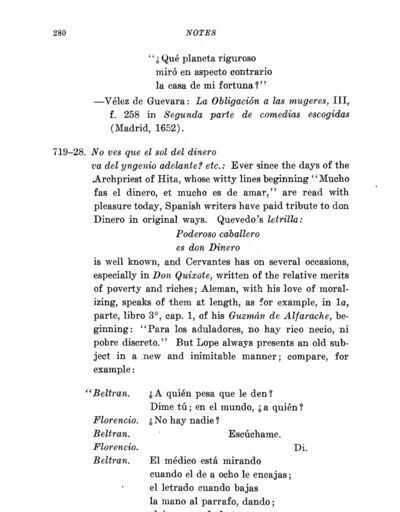 280 NOTES
"¿Qué planeta riguroso
miró en aspecto contrario
la casa de mi fortuna?"
—Vélez de Guevara: La Obligación a las mugeres, III,
f. 258 in Segunda parte de comedias escogidas
(Madrid, 1652).
719-28. No ves que el sol del dinero
va del yngenio adelante? etc.: Ever since the days of the
Archpriest of Hita, whose witty lines beginning "Mucho
fas el dinero, et mucho es de amar," are read with
pleasure today, Spanish writers have paid tribute to don
Dinero in original ways. Quevedo's letrilla:
Poderoso caballero
es don Dinero
is well known, and Cervantes has on several occasions,
especially in Don Quixote, written of the relative merits
of poverty and riches; Aleman, with his love of moral-
izing, speaks of them at length, as for example, in 1a,
parte, libro 3°, cap. 1, of his Guzmán de Alfarache, be-
ginning: "Para los aduladores, no hay rico necio, ni
pobre discreto." But Lope always presents an old sub-
ject in a new and inimitable manner; compare, for
example:
"Beltran. ¿A quién pesa que le den?
Dime tú; en el mundo, ¿a quién?
Florencio. ¿No hay nadie?
Beltran. Escúchame.
Florencio. Di.
Beltran. El médico está mirando
cuando el de a ocho le encajas;
el letrado cuando bajas
la mano al parrafo, dando;